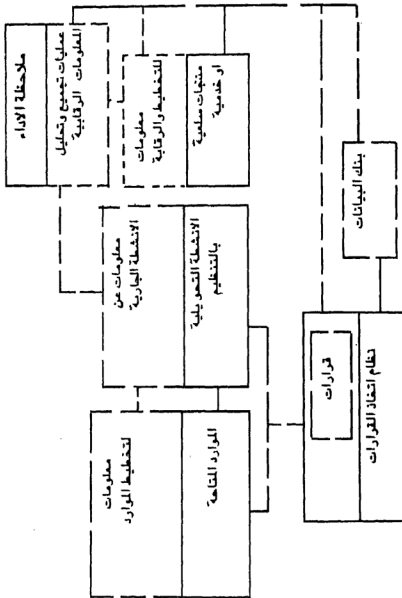 ملاحظة الاداء
عمليات تجميع وتحليل
المعلومات الرقابية
معلومات
للتخطيط والرقابة
منتجات سلعية
او خدمية
معلومات عن
الانشطة الجارية
الانشطة التحويلية
بالتنظيم
معلومات
لتخطيط الموارد
الموارد المتاحة
بنك البيانات
قرارات
نظام اتخاذ القرارات